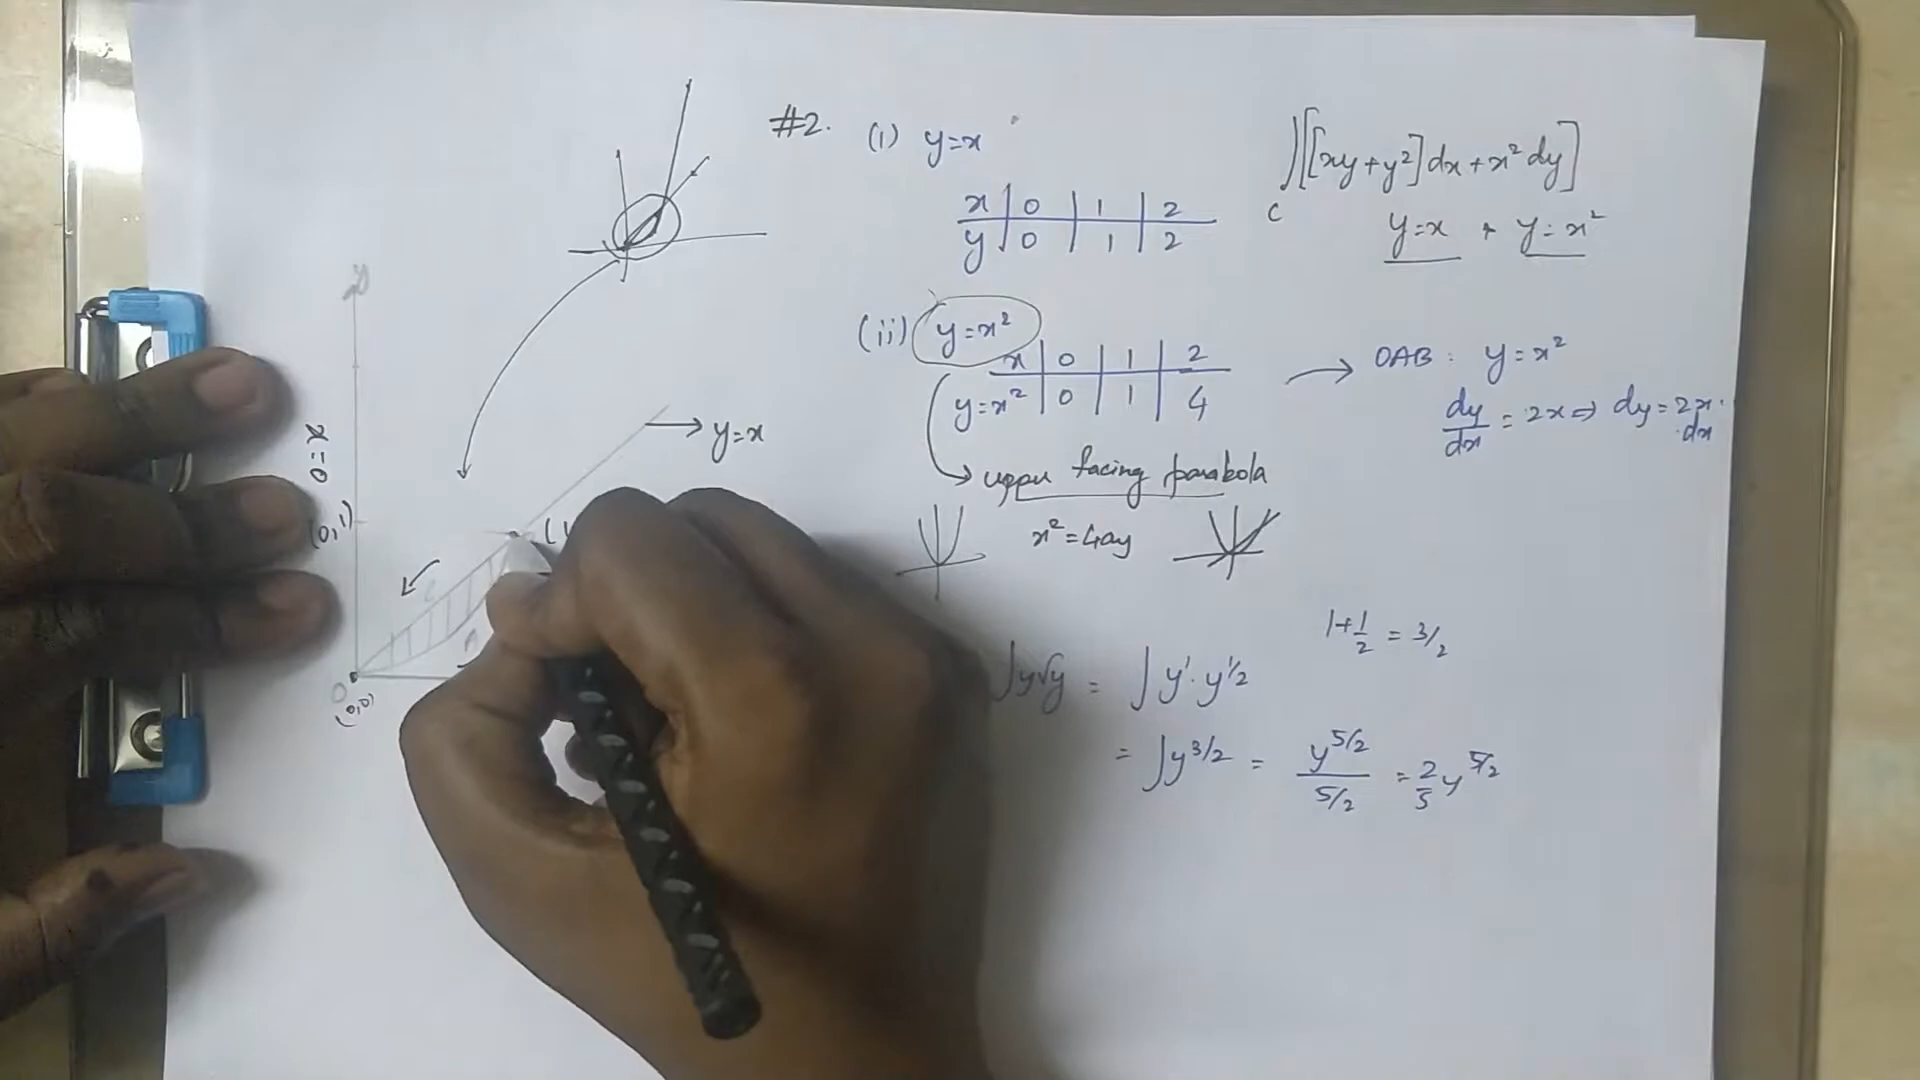 #2. (i) y=x
x | 0 | 1 | 2
y | 0 | 1 | 2
∫[[xy+y²]dx+x²dy]
C
y=x & y=x²
(ii) y=x²
x | 0 | 1 | 2
y=x² | 0 | 1 | 4
→ OAB : y=x²
dy/dx = 2x ⇒ dy=2x.
.dx
→ upper facing parabola
x²=4ay
y
x=0
→ y=x
(0,1)
(1
A
O
(0,0)
1+1/2 = 3/2
∫y√y = ∫y¹·y^1/2
= ∫y^3/2 = y^5/2 / 5/2 = 2/5 y^5/2